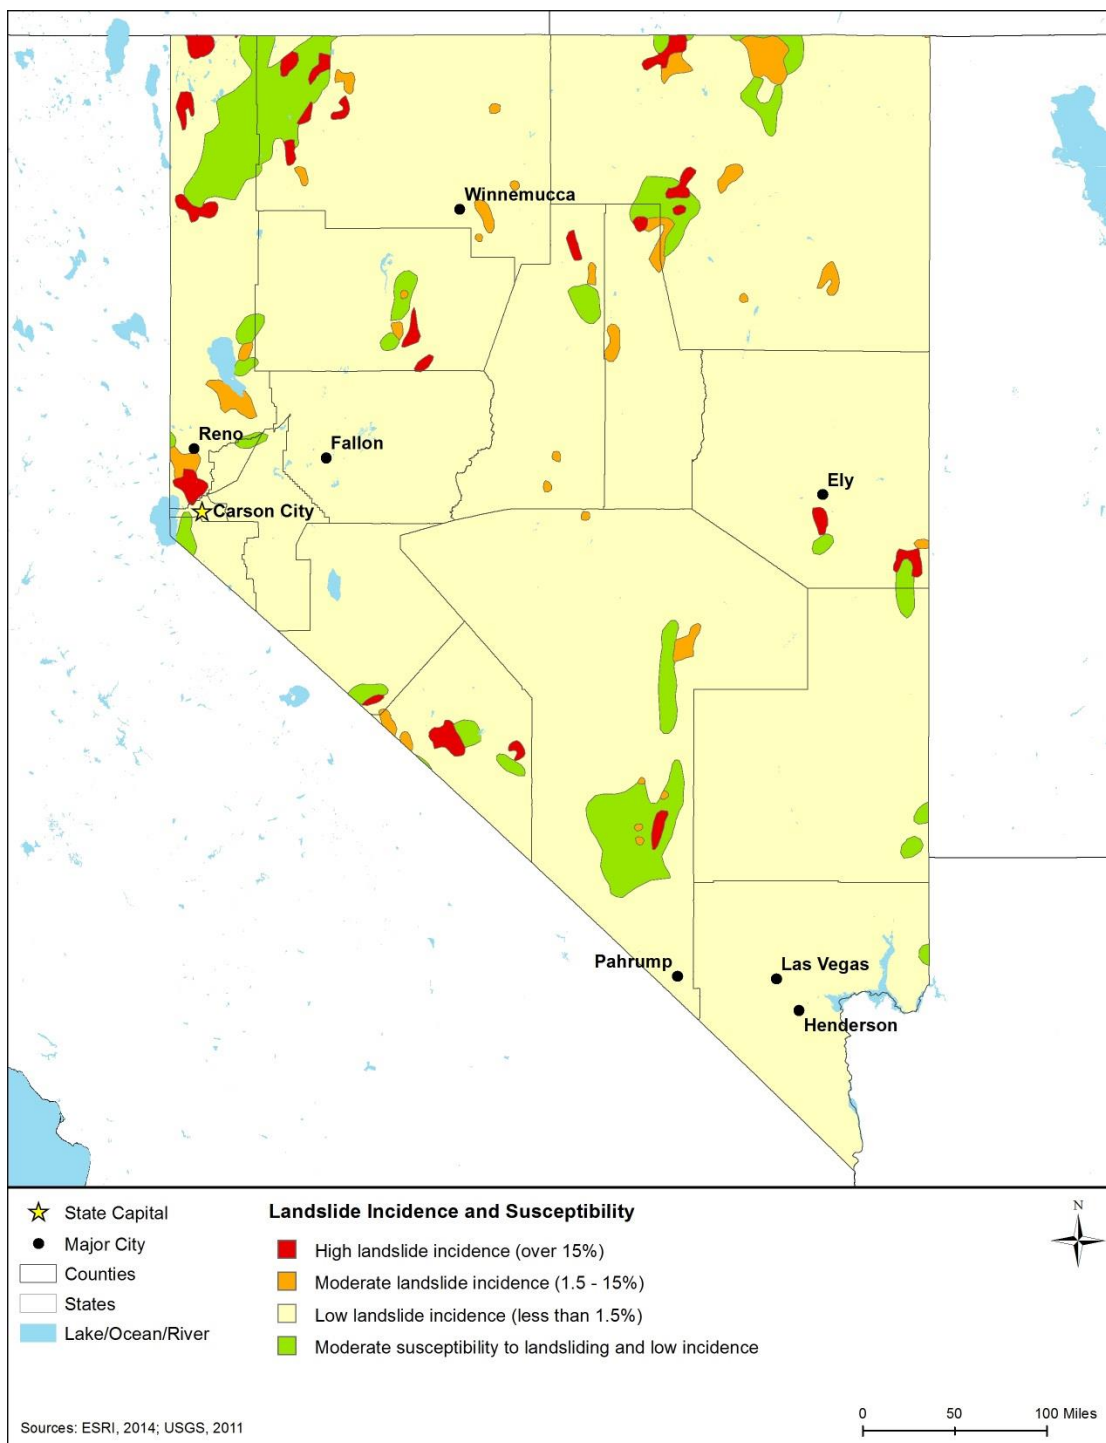 Winnemucca
Reno
Fallon
Ely
Carson City
Pahrump
Las Vegas
Henderson
State Capital
Major City
Counties
States
Lake/Ocean/River
Landslide Incidence and Susceptibility
High landslide incidence (over 15%)
Moderate landslide incidence (1.5 - 15%)
Low landslide incidence (less than 1.5%)
Moderate susceptibility to landsliding and low incidence
N
Sources: ESRI, 2014; USGS, 2011
0 50 100 Miles